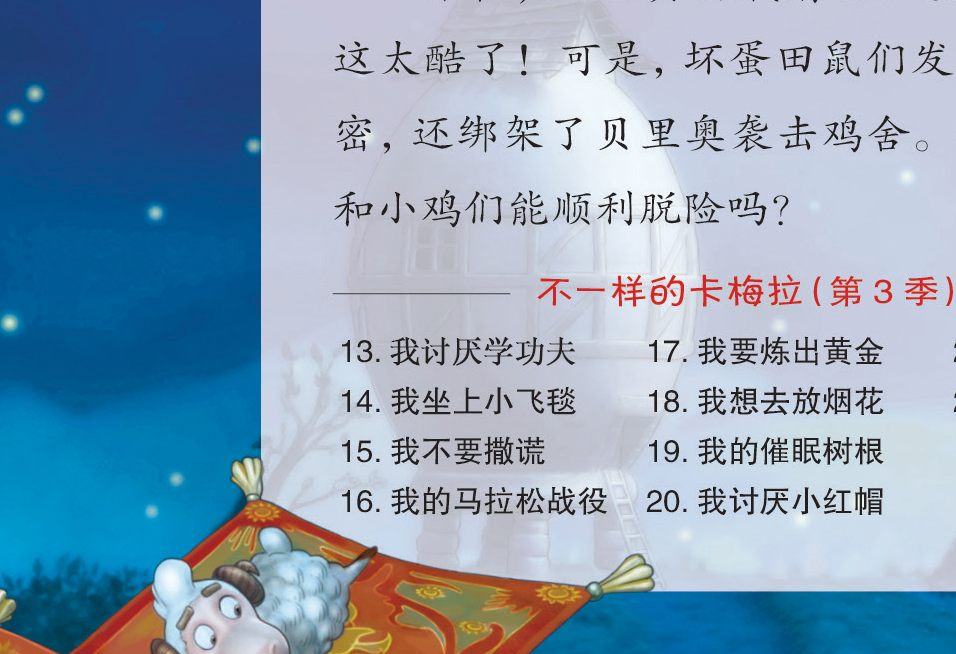 这太酷了！可是，坏蛋田鼠们发
密，还绑架了贝里奥袭击鸡舍。
和小鸡们能顺利脱险吗？
不一样的卡梅拉（第3季）
13. 我讨厌学功夫 17. 我要炼出黄金
14. 我坐上小飞毯 18. 我想去放烟花
15. 我不要撒谎 19. 我的催眠树根
16. 我的马拉松战役 20. 我讨厌小红帽